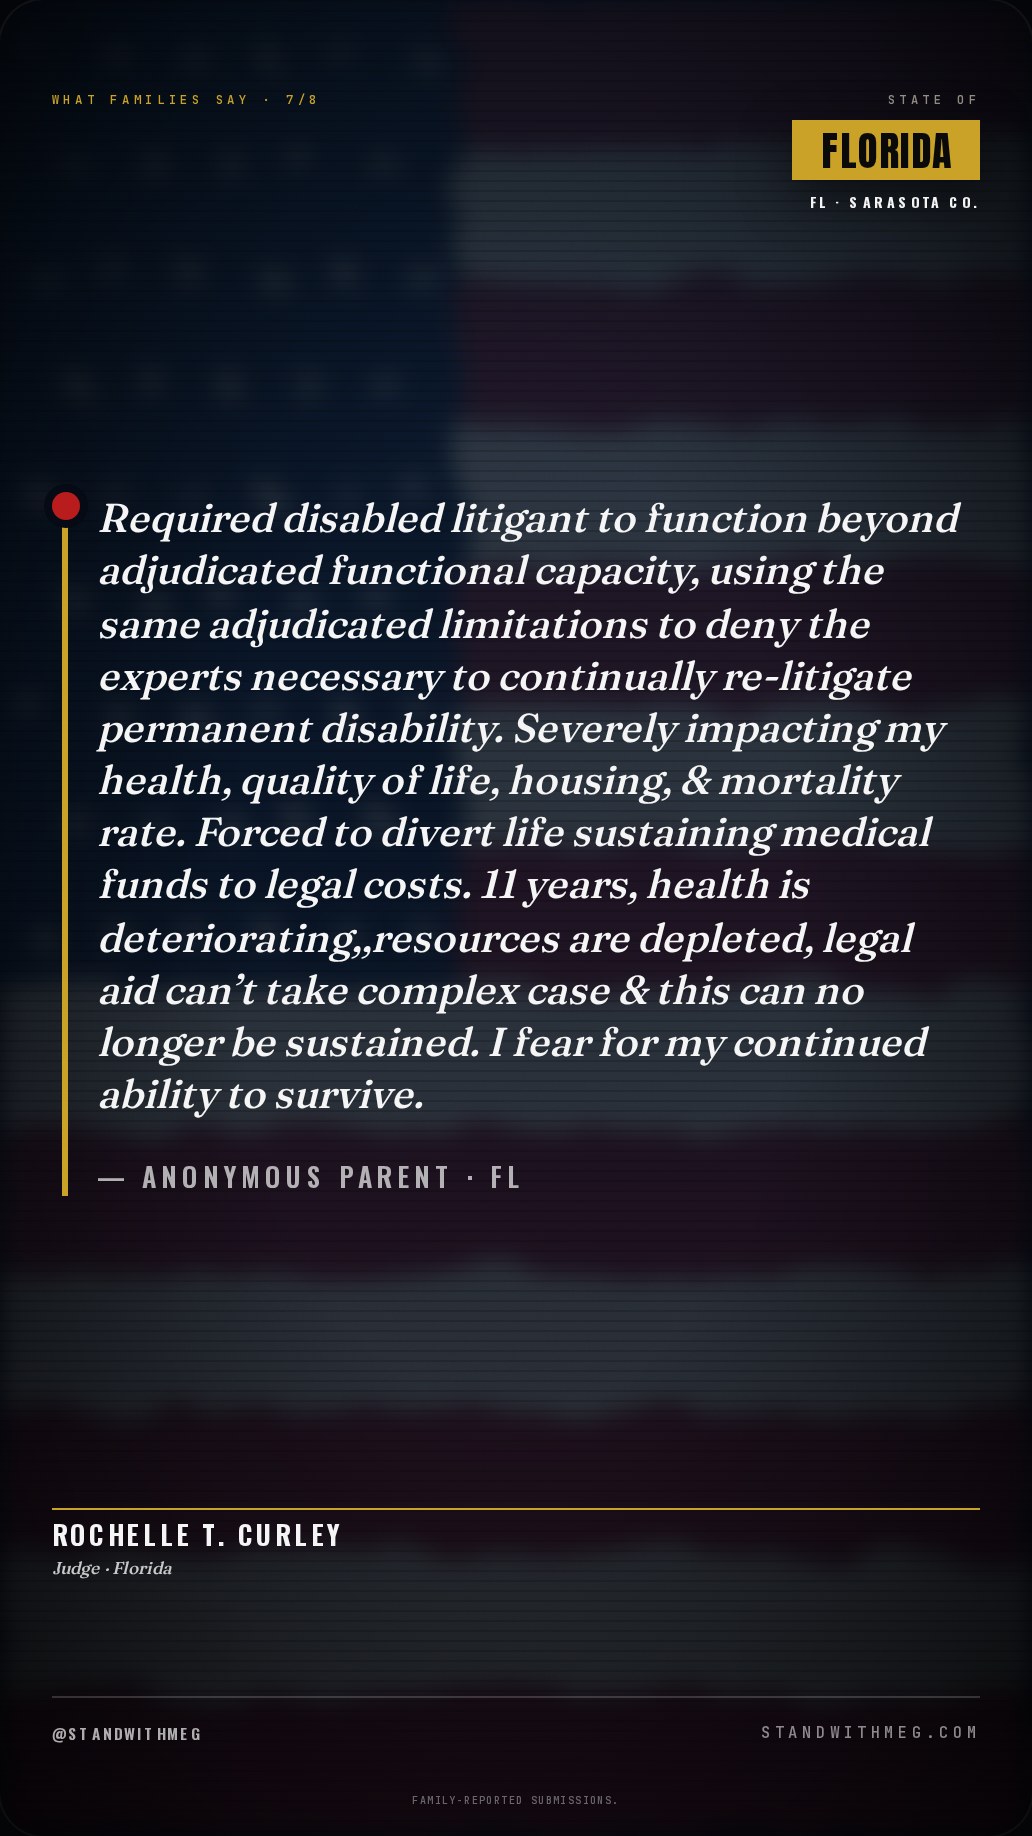 WHAT FAMILIES SAY · 7/8
STATE OF
FLORIDA
FL · SARASOTA CO.
Required disabled litigant to function beyond
adjudicated functional capacity, using the
same adjudicated limitations to deny the
experts necessary to continually re-litigate
permanent disability. Severely impacting my
health, quality of life, housing, & mortality
rate. Forced to divert life sustaining medical
funds to legal costs. 11 years, health is
deteriorating,,resources are depleted, legal
aid can’t take complex case & this can no
longer be sustained. I fear for my continued
ability to survive.
— ANONYMOUS PARENT · FL
ROCHELLE T. CURLEY
Judge · Florida
@STANDWITHMEG
STANDWITHMEG.COM
FAMILY-REPORTED SUBMISSIONS.